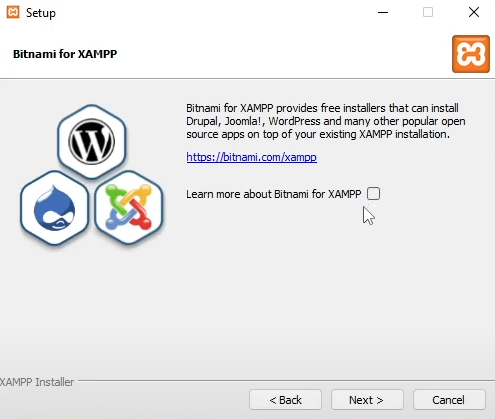 Setup
Bitnami for XAMPP
Bitnami for XAMPP provides free installers that can install
Drupal, Joomla!, WordPress and many other popular open
source apps on top of your existing XAMPP installation.
https://bitnami.com/xampp
Learn more about Bitnami for XAMPP
XAMPP Installer
< Back
Next >
Cancel